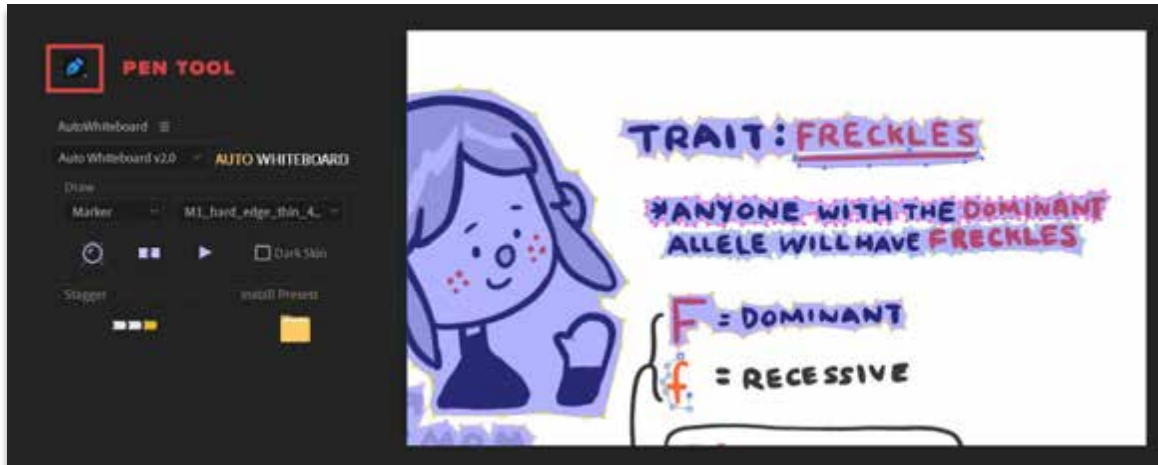 PEN TOOL
AutoWhiteboard
Auto Whiteboard v2.0
AUTO WHITEBOARD
Draw
Marker
M1_hard_edge_thin_4...
Dark Skin
Stagger
Install Presets
TRAIT: FRECKLES
*ANYONE WITH THE DOMINANT
ALLELE WILL HAVE FRECKLES
F = DOMINANT
f = RECESSIVE
MOM